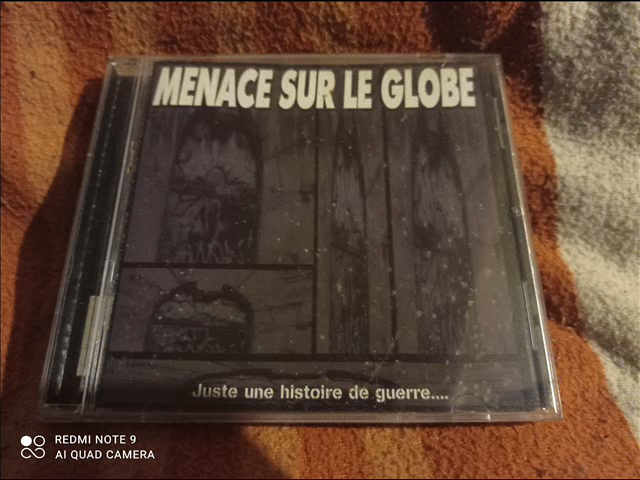 MENACE SUR LE GLOBE
Juste une histoire de guerre....
REDMI NOTE 9
AI QUAD CAMERA